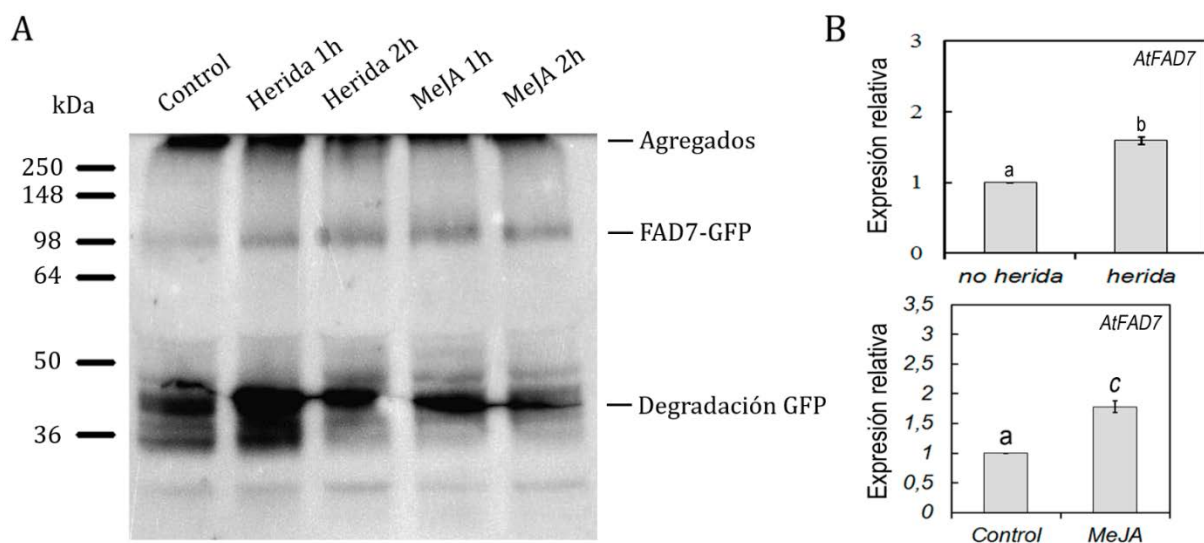 A
Control
Herida 1h
Herida 2h
MeJA 1h
MeJA 2h
kDa
250
148
98
64
50
36
Agregados
FAD7-GFP
Degradación GFP
B
AtFAD7
Expresión relativa
3
2
1
0
a
b
no herida
herida
AtFAD7
Expresión relativa
3,5
3
2,5
2
1,5
1
0,5
0
a
c
Control
MeJA